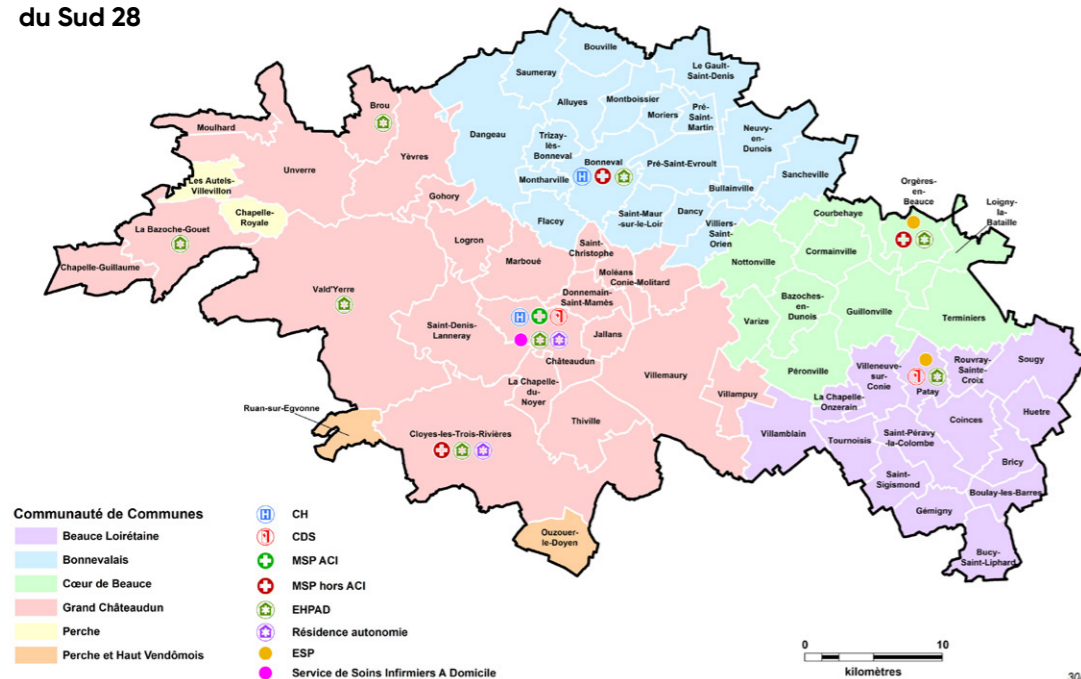 du Sud 28
Bouville
Saumeray
Le Gault-
Saint-Denis
Brou
Alluyes
Montboissier
Moriers
Pré-
Saint-
Martin
Moulhard
Dangeau
Trizay-
lès-
Bonneval
Neuvy-
en-
Dunois
Unverre
Yèvres
Bonneval
Pré-Saint-Evroult
Les Autels-
Villevillon
Montharville
Sancheville
Bullainville
Gohory
Orgères-
en-
Beauce
Loigny-
la-
Bataille
Chapelle-
Royale
Flacey
Saint-Maur
-sur-le-Loir
Dancy
Villiers-
Saint-
Orien
Courbehaye
La Bazoche-Gouet
Logron
Saint-
Christophe
Cormainville
Marboué
Nottonville
Chapelle-Guillaume
Moléans
Conie-Molitard
Vald'Yerre
Donnemain-
Saint-Mamès
Bazoches-
en-
Dunois
Guillonville
Terminiers
Saint-Denis-
Lanneray
Jallans
Varize
Châteaudun
Villeneuve-
sur-
Conie
Rouvray-
Sainte-
Croix
Sougy
Péronville
La Chapelle-
du-
Noyer
Villemaury
Villampuy
Patay
La Chapelle-
Onzerain
Ruan-sur-Egvonne
Huetre
Cloyes-les-Trois-Rivières
Thiville
Villamblain
Tournoisis
Saint-Péravy
-la-Colombe
Coinces
Bricy
Saint-
Sigismond
Boulay-les-Barres
Gémigny
Ouzouer-
le-Doyen
Bucy-
Saint-Liphard
Communauté de Communes
Beauce Loirétaine
Bonnevalais
Cœur de Beauce
Grand Châteaudun
Perche
Perche et Haut Vendômois
CH
CDS
MSP ACI
MSP hors ACI
EHPAD
Résidence autonomie
ESP
Service de Soins Infirmiers A Domicile
0 10
kilomètres